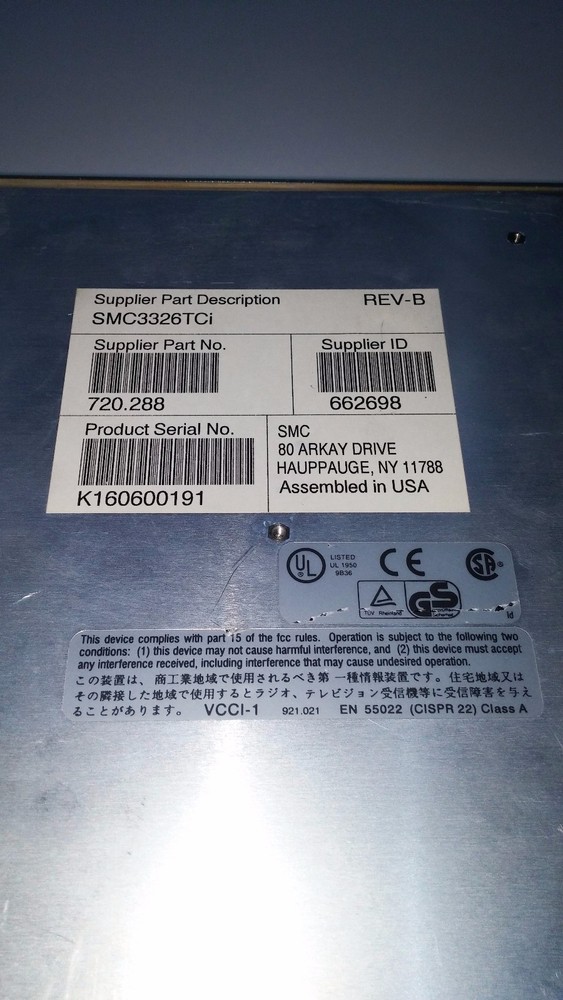 Supplier Part Description REV-B
SMC3326TCi
Supplier Part No. Supplier ID
720.288 662698
Product Serial No.
K160600191
SMC
80 ARKAY DRIVE
HAUPPAUGE, NY 11788
Assembled in USA
UL
LISTED
UL 1950
9B36
CE
SA
TÜV Rheinland
GS
This device complies with part 15 of the fcc rules. Operation is subject to the following two
conditions: (1) this device may not cause harmful interference, and (2) this device must accept
any interference received, including interference that may cause undesired operation.
この装置は、商工業地域で使用されるべき第一種情報装置です。住宅地域又は
その隣接した地域で使用するとラジオ、テレビジョン受信機等に受信障害を与え
ることがあります。 VCCI-1 921.021 EN 55022 (CISPR 22) Class A